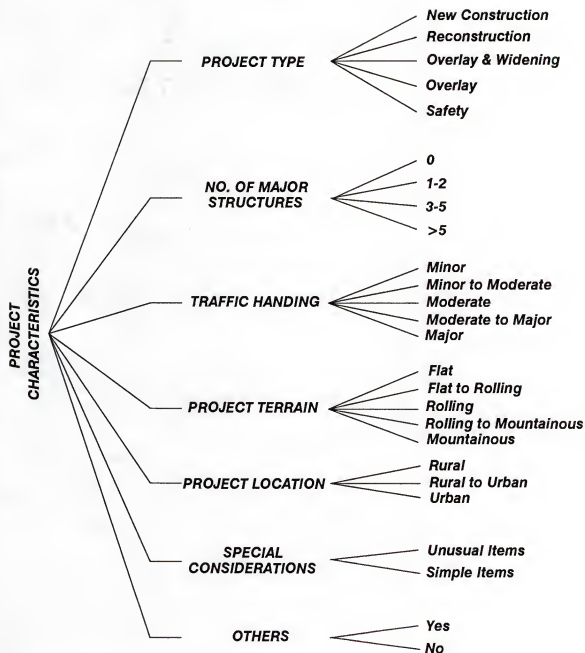 PROJECT
CHARACTERISTICS
PROJECT TYPE
New Construction
Reconstruction
Overlay & Widening
Overlay
Safety
NO. OF MAJOR
STRUCTURES
0
1-2
3-5
>5
TRAFFIC HANDING
Minor
Minor to Moderate
Moderate
Moderate to Major
Major
PROJECT TERRAIN
Flat
Flat to Rolling
Rolling
Rolling to Mountainous
Mountainous
PROJECT LOCATION
Rural
Rural to Urban
Urban
SPECIAL
CONSIDERATIONS
Unusual Items
Simple Items
OTHERS
Yes
No